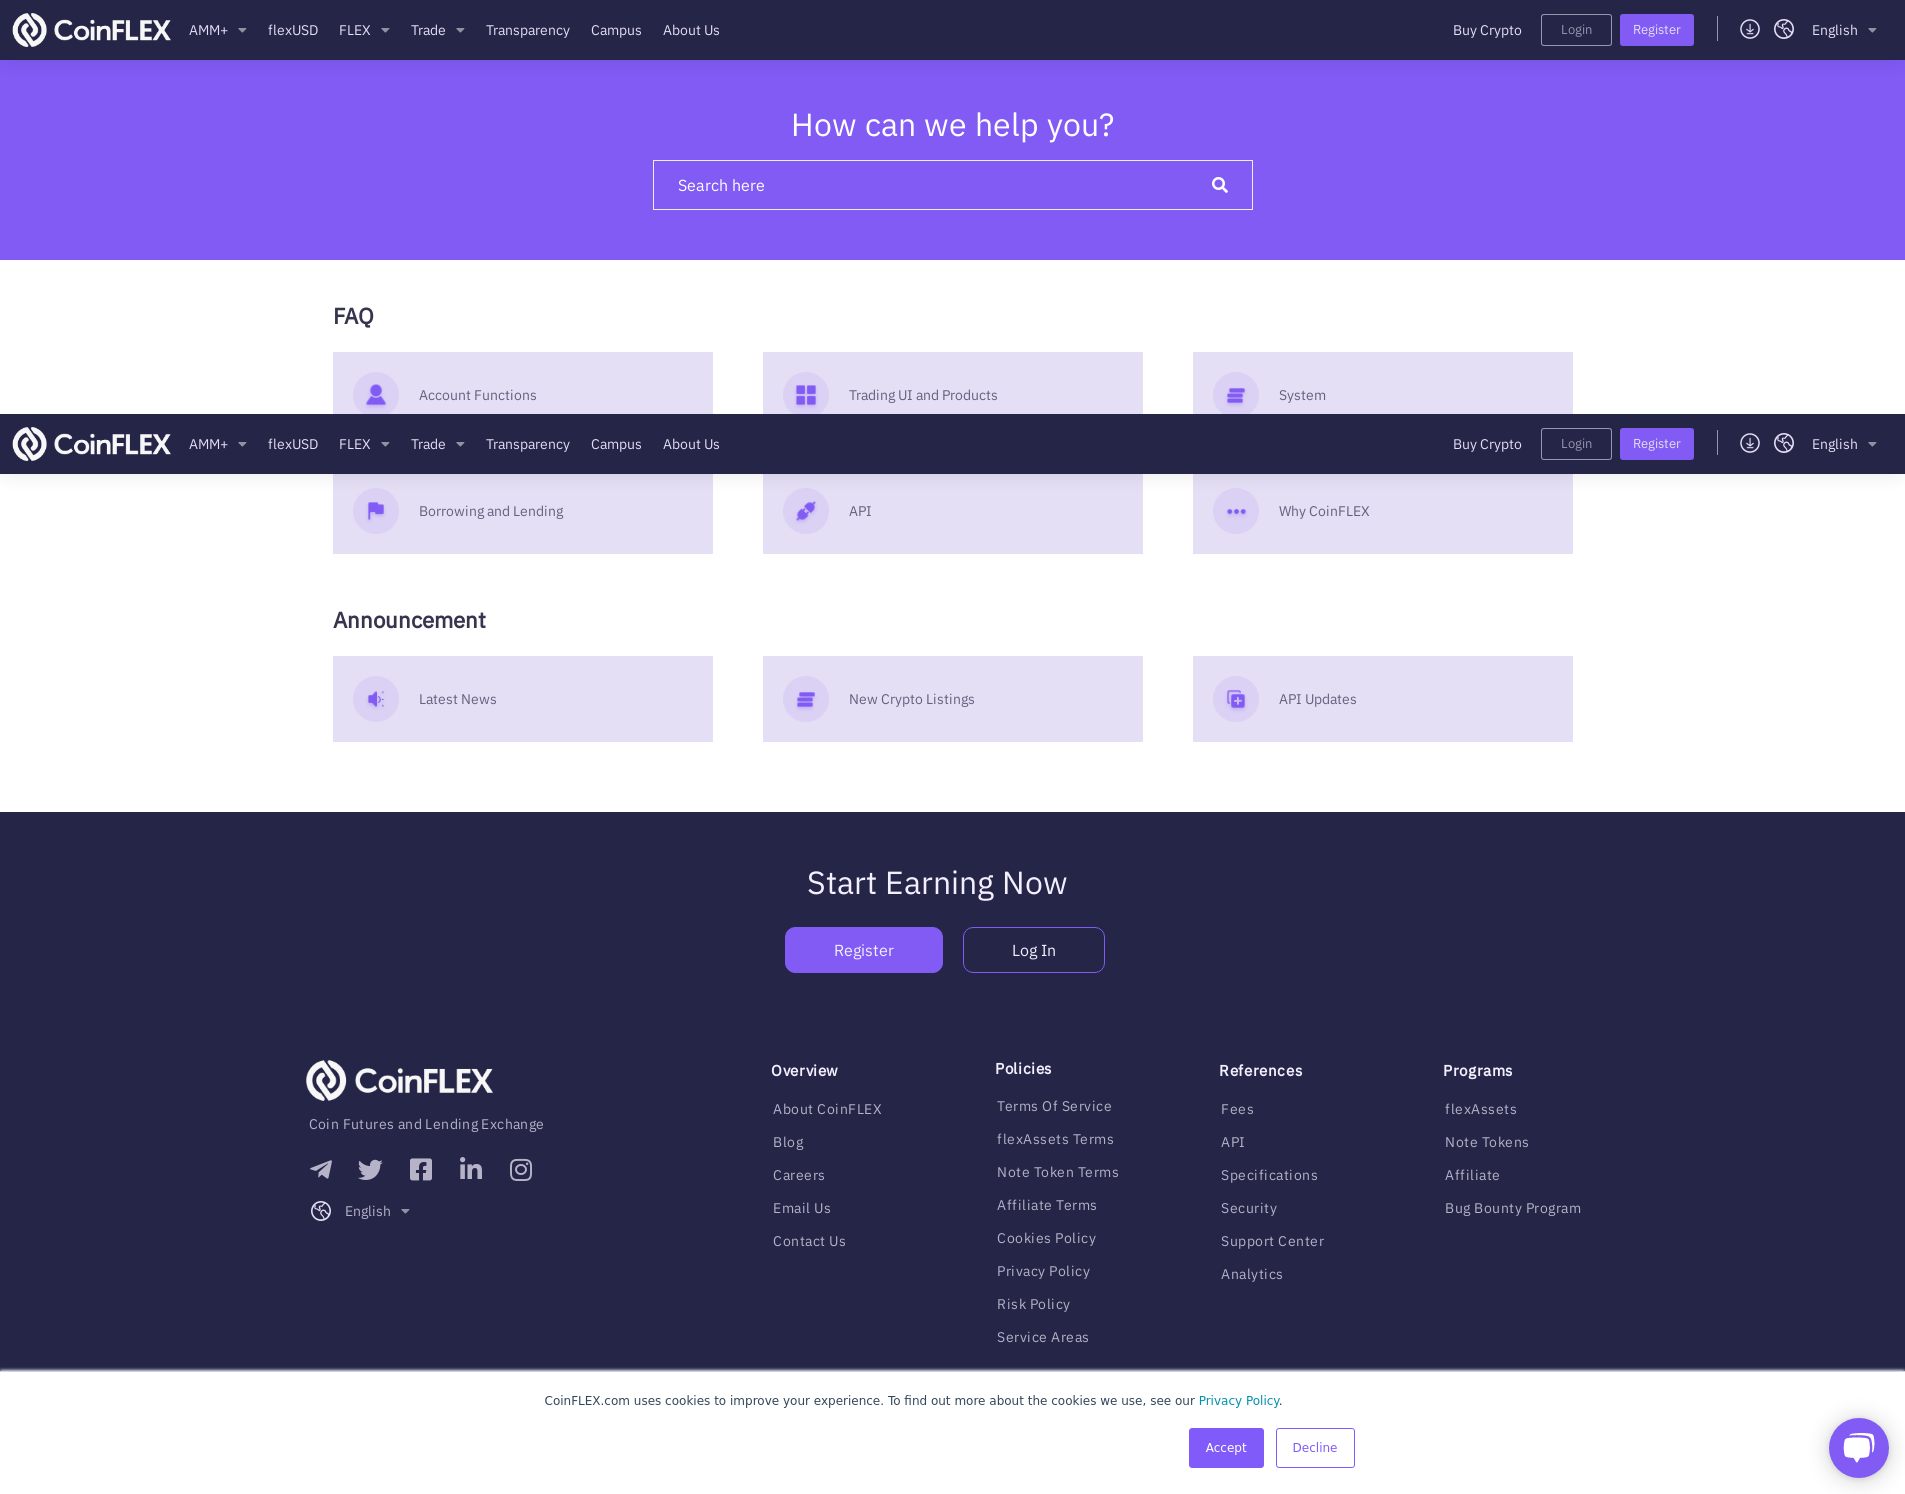 CoinFLEX AMM+ flexUSD FLEX Trade Transparency Campus About Us Buy Crypto Login Register English
How can we help you?
Search here
FAQ
Account Functions Trading UI and Products System
CoinFLEX AMM+ flexUSD FLEX Trade Transparency Campus About Us Buy Crypto Login Register English
Borrowing and Lending API Why CoinFLEX
Announcement
Latest News New Crypto Listings API Updates
Start Earning Now
Register Log In
CoinFLEX
Coin Futures and Lending Exchange
English
Overview
About CoinFLEX
Blog
Careers
Email Us
Contact Us
Policies
Terms Of Service
flexAssets Terms
Note Token Terms
Affiliate Terms
Cookies Policy
Privacy Policy
Risk Policy
Service Areas
References
Fees
API
Specifications
Security
Support Center
Analytics
Programs
flexAssets
Note Tokens
Affiliate
Bug Bounty Program
CoinFLEX.com uses cookies to improve your experience. To find out more about the cookies we use, see our Privacy Policy.
Accept Decline